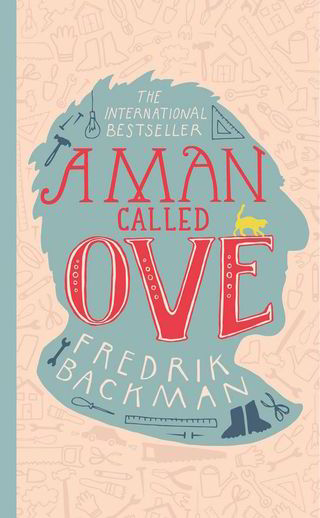 THE
INTERNATIONAL
BESTSELLER
A MAN
CALLED
OVE
FREDRIK
BACKMAN